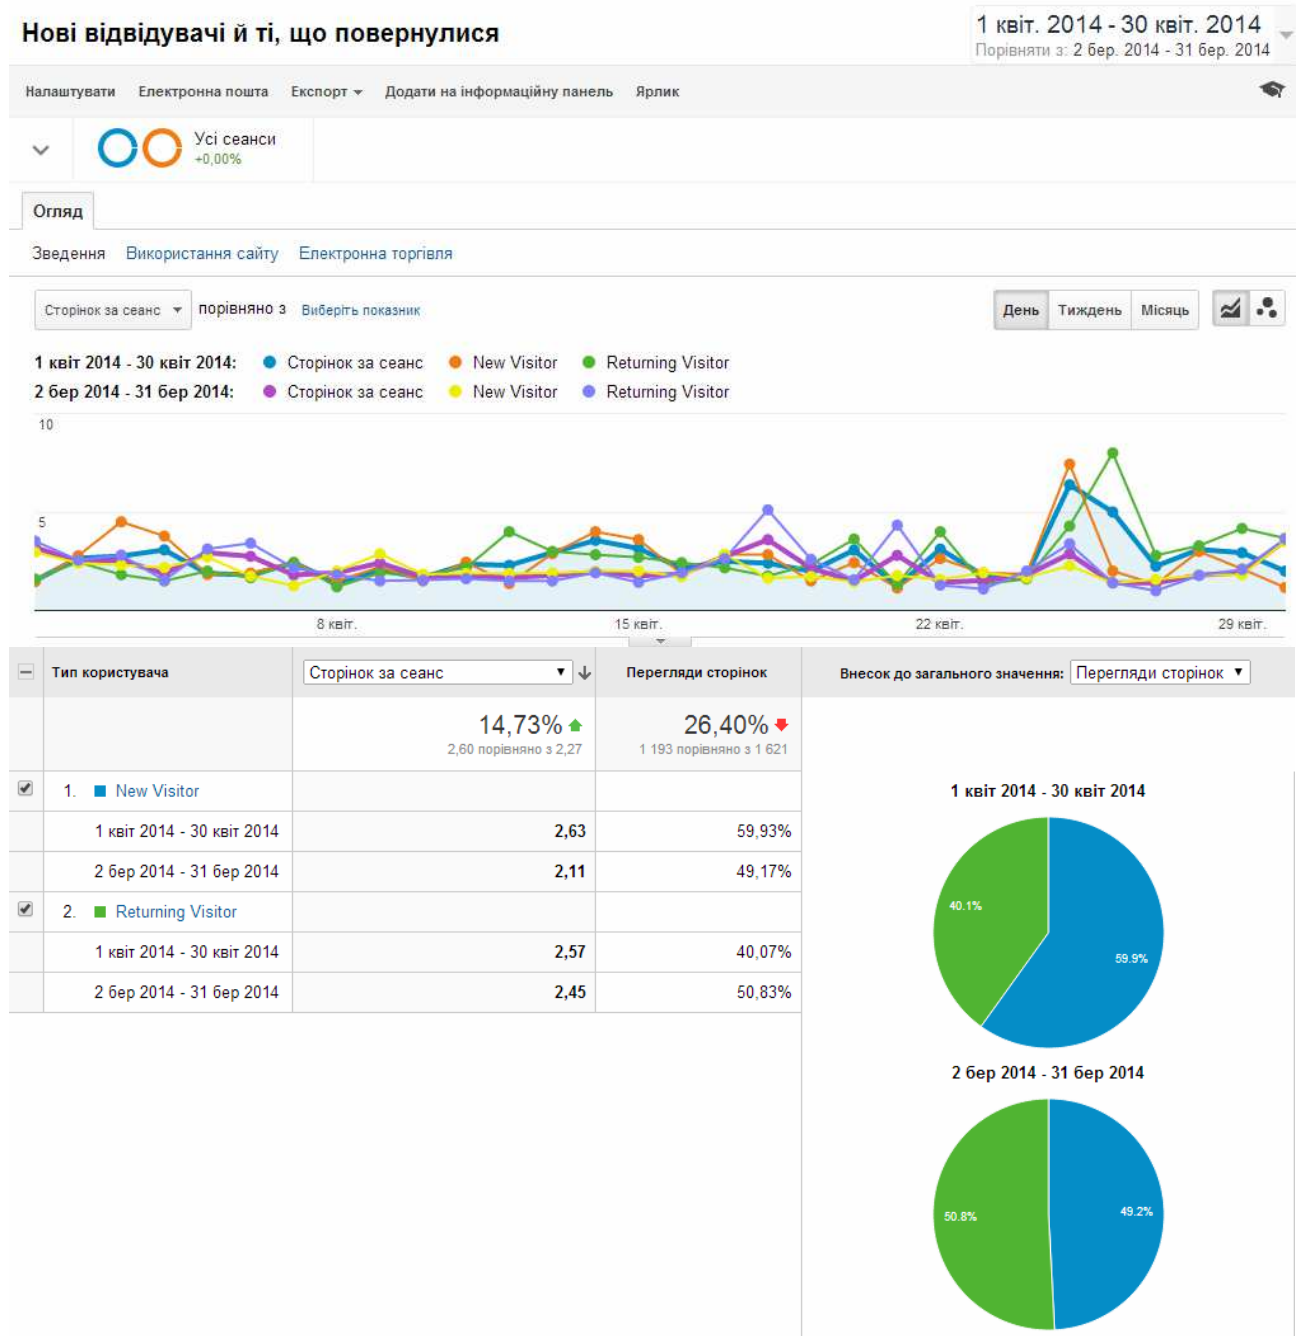 Нові відвідувачі й ті, що повернулися
1 квіт. 2014 - 30 квіт. 2014
Порівняти з: 2 бер. 2014 - 31 бер. 2014
Налаштувати Електронна пошта Експорт Додати на інформаційну панель Ярлик
Усі сеанси
+0,00%
Огляд
Зведення Використання сайту Електронна торгівля
Сторінок за сеанс порівняно з Виберіть показник
День Тиждень Місяць
1 квіт 2014 - 30 квіт 2014: Сторінок за сеанс New Visitor Returning Visitor
2 бер 2014 - 31 бер 2014: Сторінок за сеанс New Visitor Returning Visitor
10
5
8 квіт. 15 квіт. 22 квіт. 29 квіт.
Тип користувача Сторінок за сеанс Перегляди сторінок Внесок до загального значення: Перегляди сторінок
14,73% 26,40%
2,60 порівняно з 2,27 1 193 порівняно з 1 621
1. New Visitor
1 квіт 2014 - 30 квіт 2014 2,63 59,93%
2 бер 2014 - 31 бер 2014 2,11 49,17%
2. Returning Visitor
1 квіт 2014 - 30 квіт 2014 2,57 40,07%
2 бер 2014 - 31 бер 2014 2,45 50,83%
1 квіт 2014 - 30 квіт 2014
40.1%
59.9%
2 бер 2014 - 31 бер 2014
50.8% 49.2%